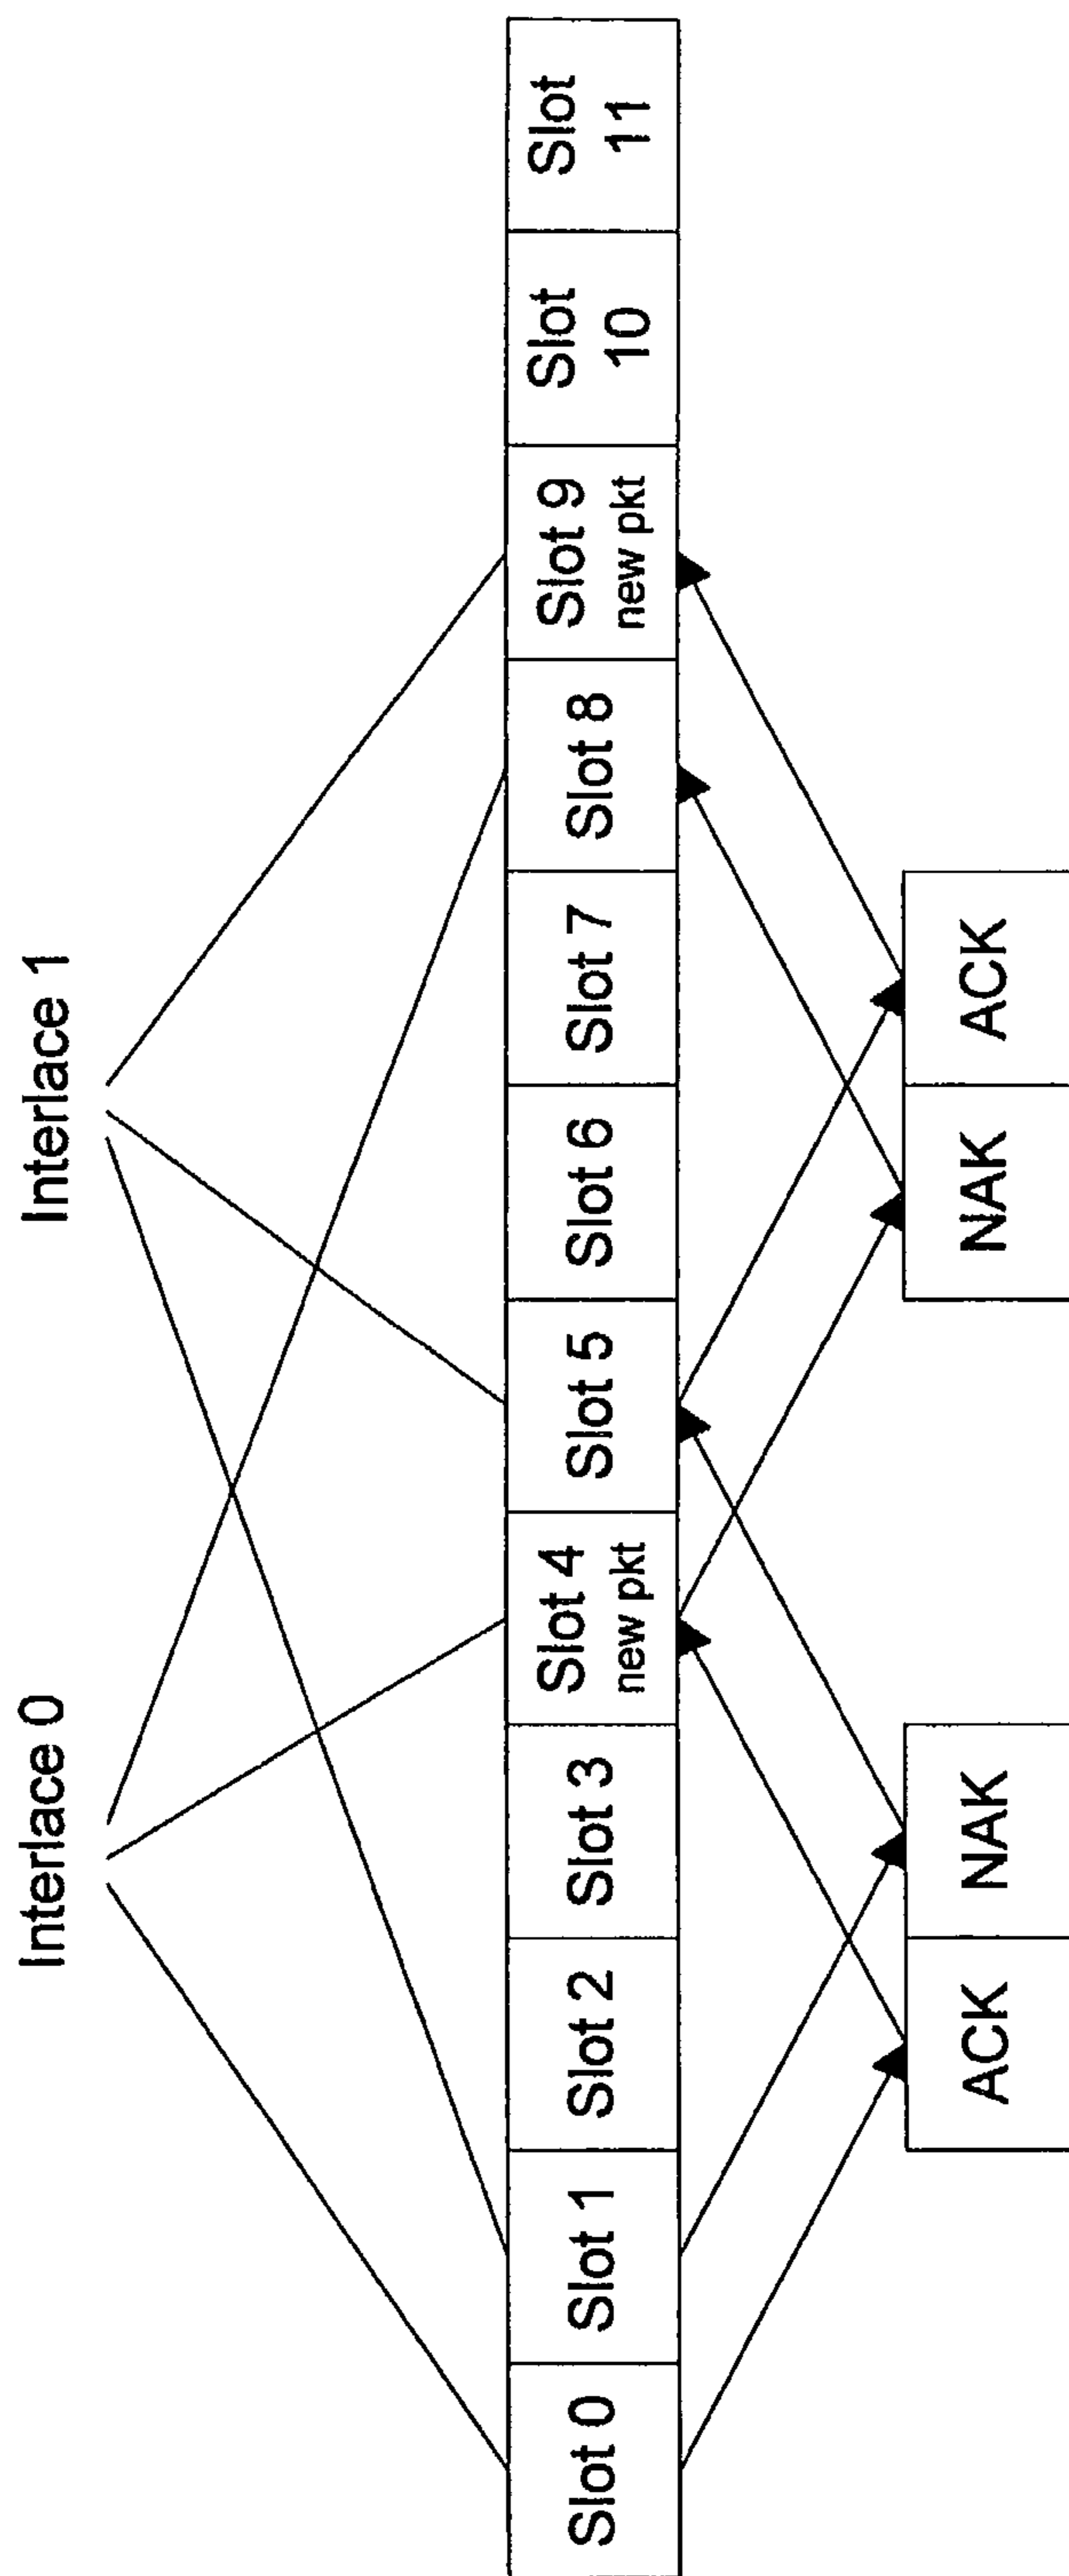 Interlace 0
Interlace 1
Slot 0
Slot 1
Slot 2
Slot 3
Slot 4
new pkt
Slot 5
Slot 6
Slot 7
Slot 8
Slot 9
new pkt
Slot
10
Slot
11
ACK
NAK
NAK
ACK